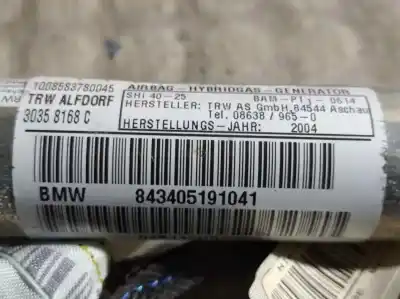 1008583780045
TRW ALFDORF
3035 8168 C
AIRBAG - HYBRIDGAS - GENERATOR
SHI 40-25 BAM-PT1- 0514
HERSTELLER: TRW AS GmbH,84544 Aschau
Tel. 08638/965-0
HERSTELLUNGS-JAHR: 2004
BMW 843405191041